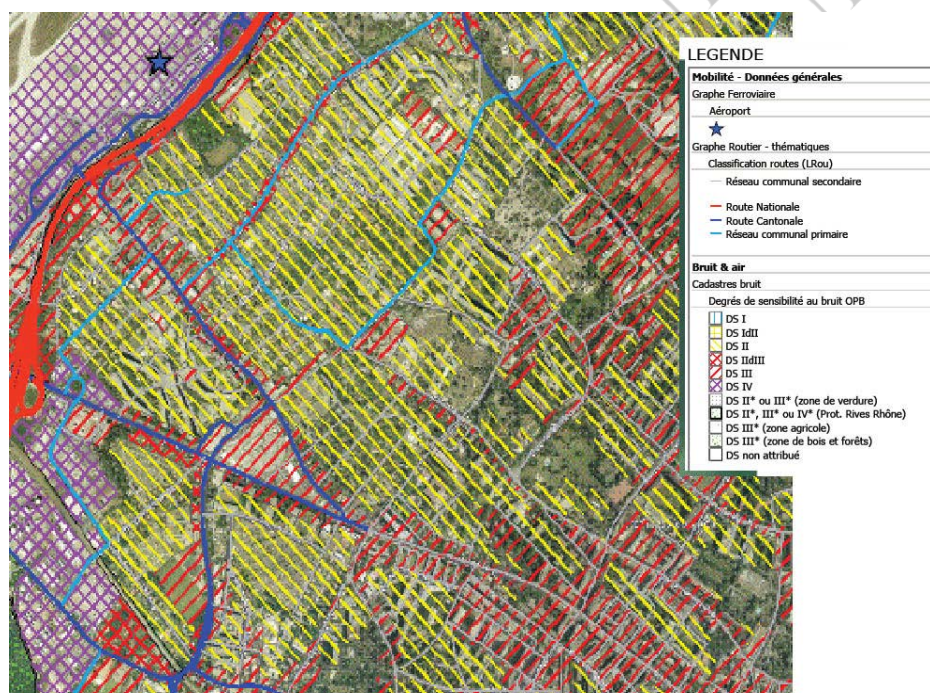 LEGENDE
Mobilité - Données générales
Graphe Ferroviaire
Aéroport
Graphe Routier - thématiques
Classification routes (LRou)
Réseau communal secondaire
Route Nationale
Route Cantonale
Réseau communal primaire
Bruit & air
Cadastres bruit
Degrés de sensibilité au bruit OPB
DS I
DS IdII
DS II
DS IIdIII
DS III
DS IV
DS II* ou III* (zone de verdure)
DS II*, III* ou IV* (Prot. Rives Rhône)
DS III* (zone agricole)
DS III* (zone de bois et forêts)
DS non attribué